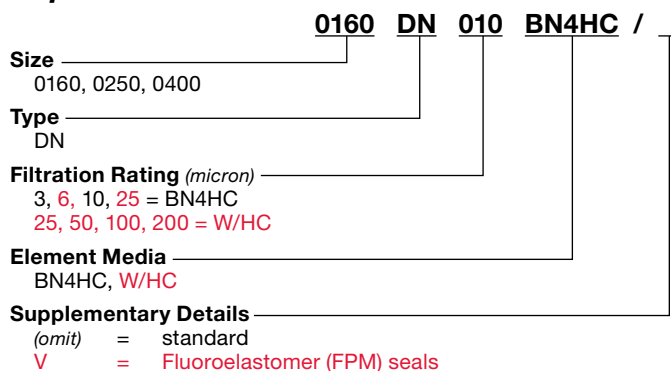 0160 DN 010 BN4HC /
Size
0160, 0250, 0400
Type
DN
Filtration Rating (micron)
3, 6, 10, 25 = BN4HC
25, 50, 100, 200 = W/HC
Element Media
BN4HC, W/HC
Supplementary Details
(omit) = standard
V = Fluoroelastomer (FPM) seals